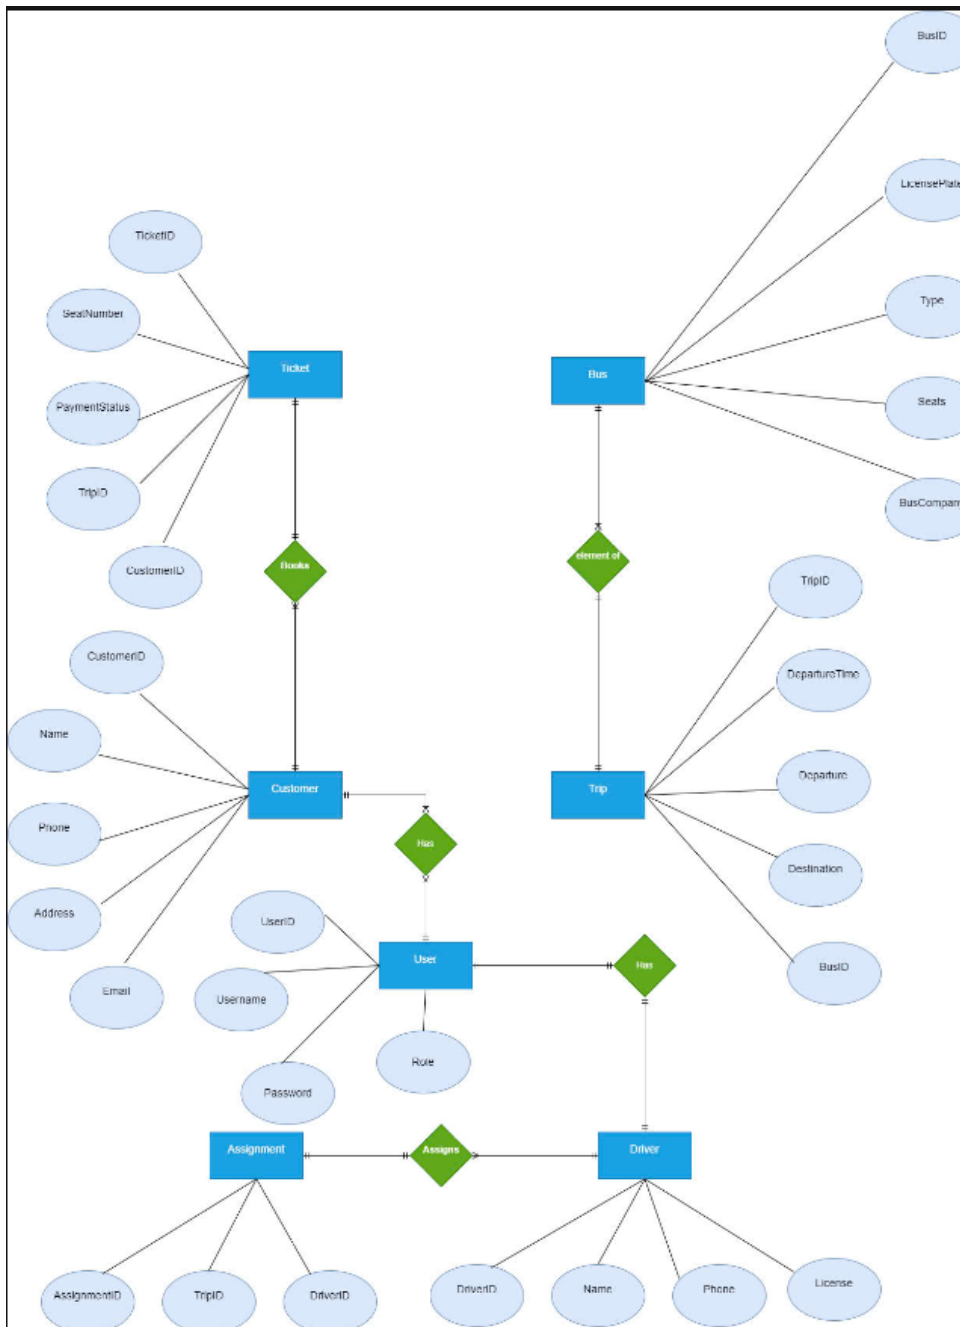 BusID
LicensePlate
TicketID
Type
SeatNumber
Ticket
Bus
PaymentStatus
Seats
TripID
BusCompany
CustomerID
Books
element of
TripID
CustomerID
DepartureTime
Name
Customer
Trip
Departure
Phone
Has
Destination
Address
UserID
User
Has
BusID
Email
Username
Role
Password
Assignment
Assigns
Driver
AssignmentID
TripID
DriverID
DriverID
Name
Phone
License